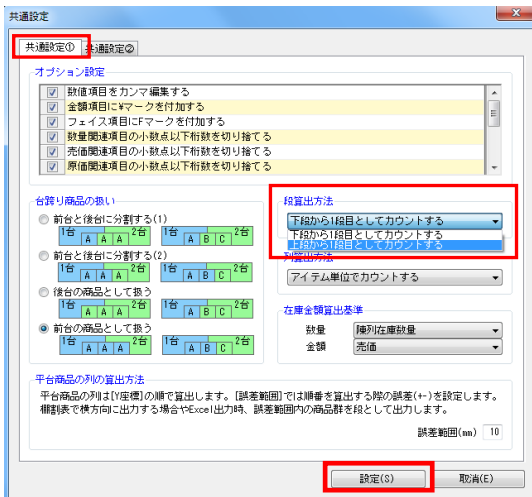 共通設定
共通設定① 共通設定②
オプション設定
数値項目をカンマ編集する
金額項目に¥マークを付加する
フェイス項目にFマークを付加する
数量関連項目の小数点以下桁数を切り捨てる
売価関連項目の小数点以下桁数を切り捨てる
原価関連項目の小数点以下桁数を切り捨てる
台跨り商品の扱い
前台と後台に分割する(1)
1台 A A A 2台 1台 A B C 2台
前台と後台に分割する(2)
1台 A A A 2台 1台 A B C 2台
後台の商品として扱う
1台 A A A 2台 1台 A B C 2台
前台の商品として扱う
1台 A A A 2台 1台 A B C 2台
段算出方法
下段から1段目としてカウントする
下段から1段目としてカウントする
上段から1段目としてカウントする
列算出方法
アイテム単位でカウントする
在庫金額算出基準
数量 陳列在庫数量
金額 売価
平台商品の列の算出方法
平台商品の列は[Y座標]の順で算出します。[誤差範囲]では順番を算出する際の誤差(+-)を設定します。
棚割表で横方向に出力する場合やExcel出力時、誤差範囲内の商品群を段として出力します。
誤差範囲(mm) 10
設定(S) 取消(E)